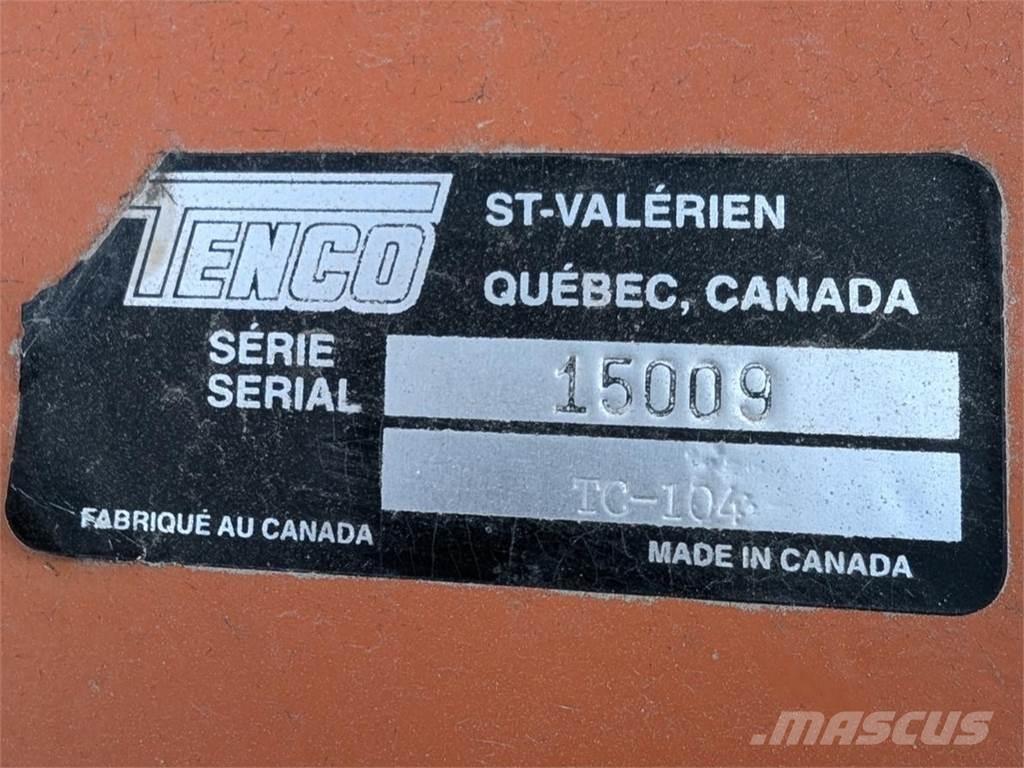 TENCO
ST-VALÉRIEN
QUÉBEC, CANADA
SÉRIE
SERIAL
15009
TC-104
FABRIQUÉ AU CANADA
MADE IN CANADA
MASCUS